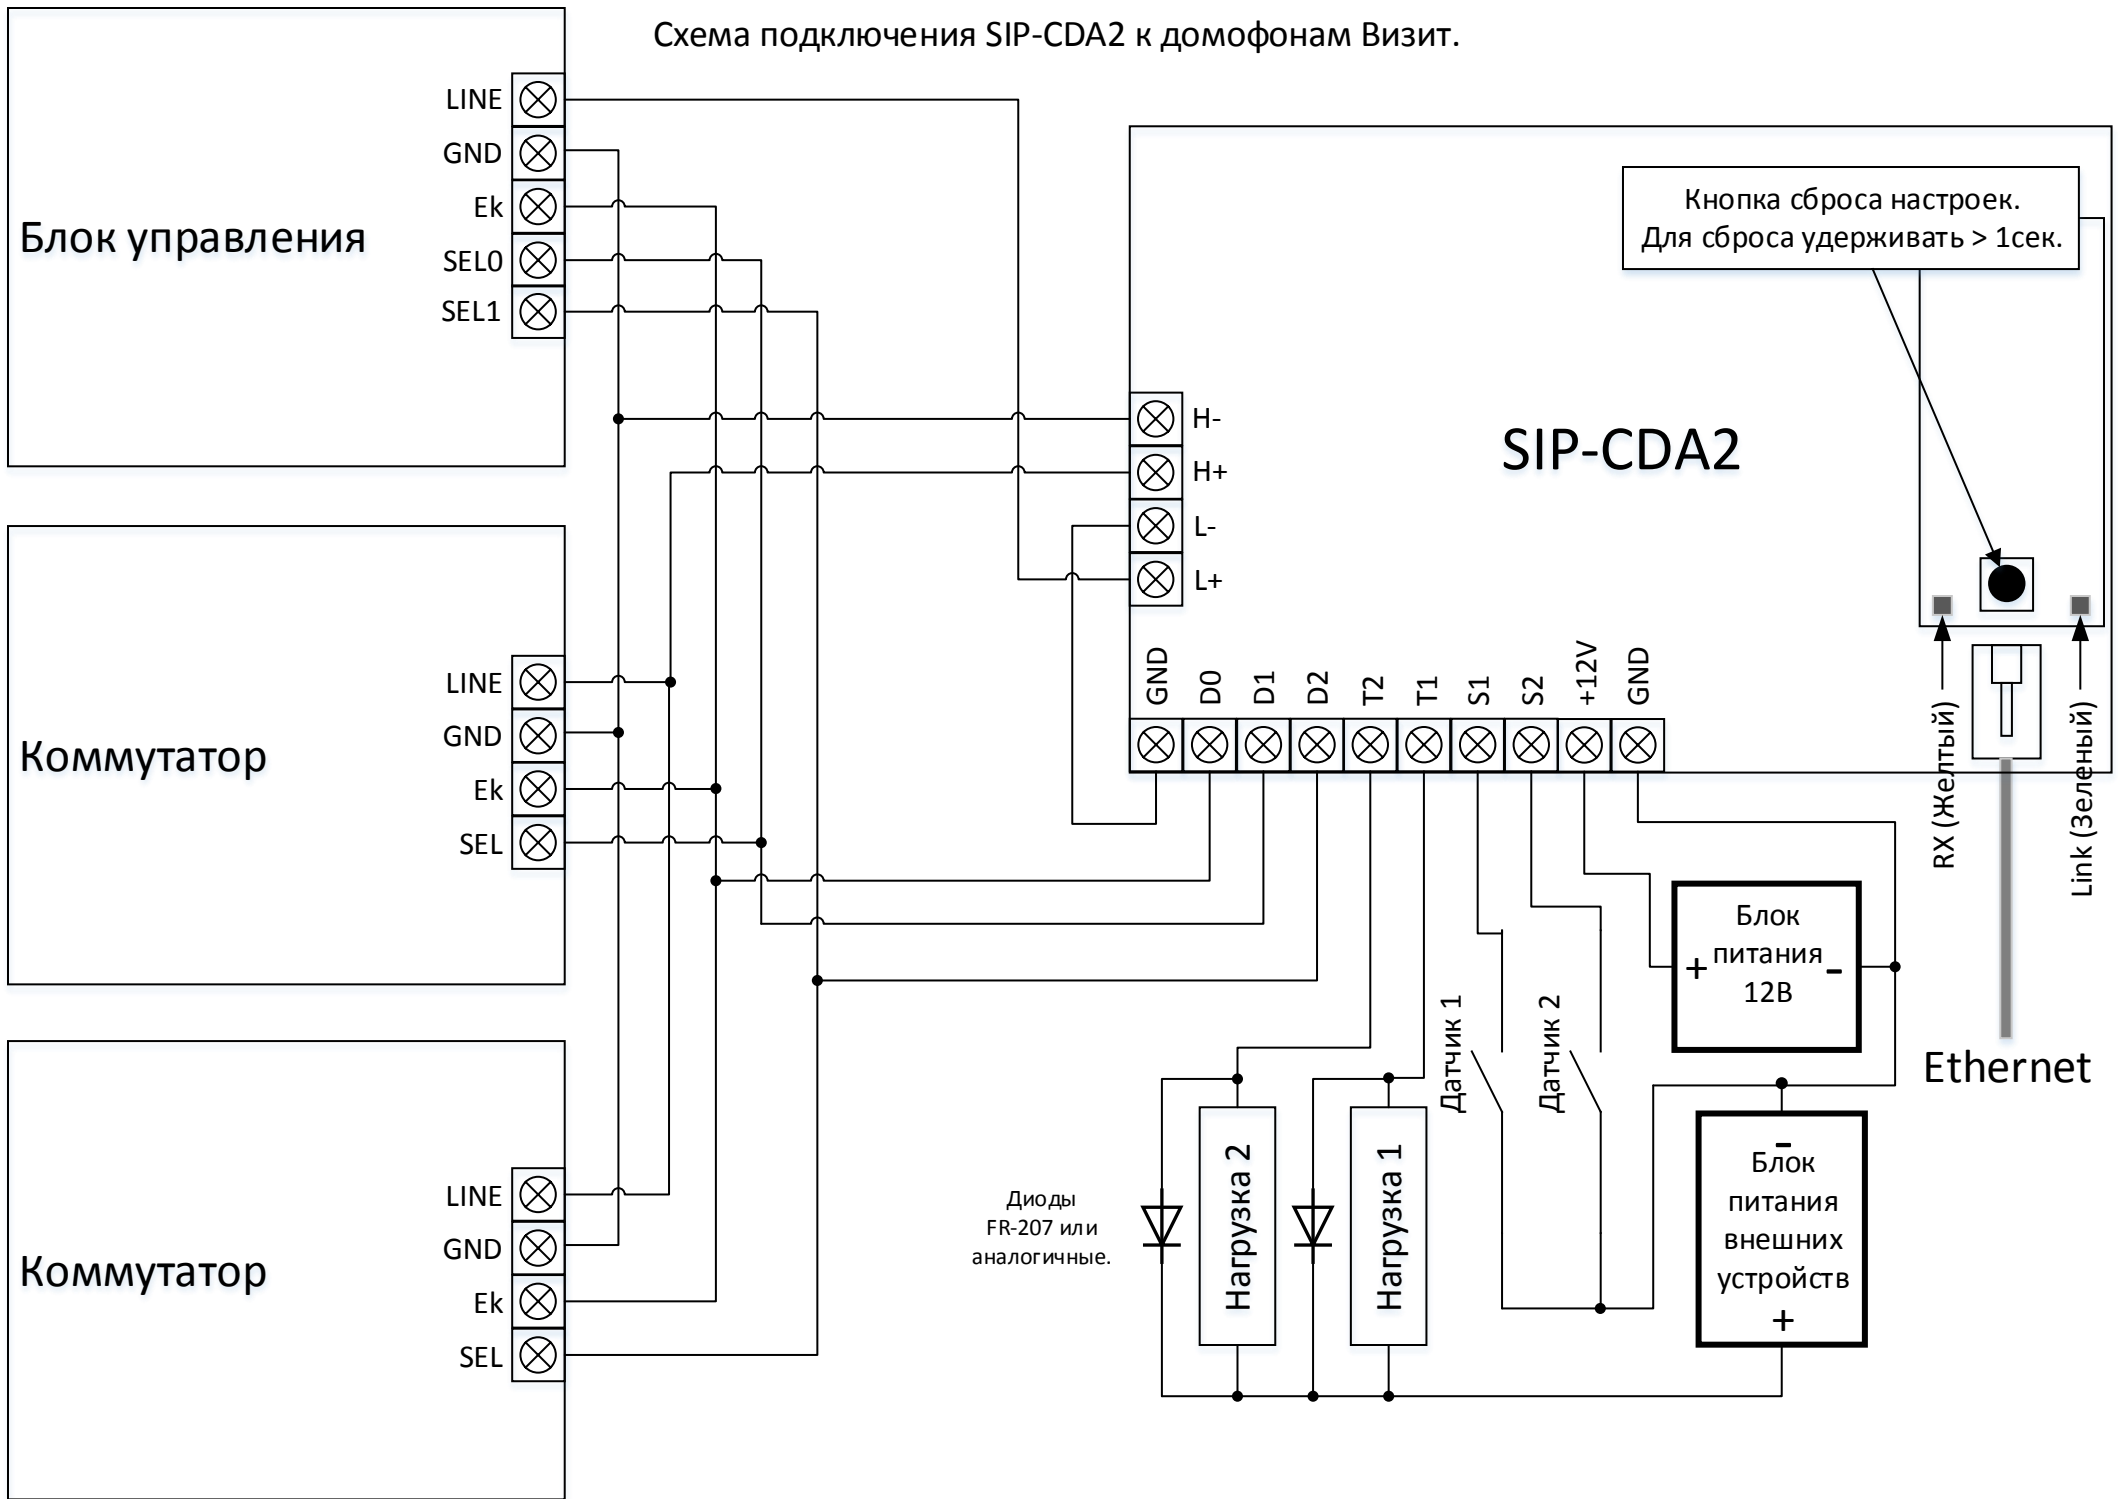 Схема подключения SIP-CDA2 к домофонам Визит.
Блок управления
LINE
GND
Ek
SEL0
SEL1
Коммутатор
LINE
GND
Ek
SEL
Коммутатор
LINE
GND
Ek
SEL
Кнопка сброса настроек.
Для сброса удерживать > 1сек.
SIP-CDA2
H-
H+
L-
L+
GND
D0
D1
D2
T2
T1
S1
S2
+12V
GND
RX (Желтый)
Link (Зеленый)
Ethernet
Блок
питания
+ -
12В
Датчик 1
Датчик 2
Нагрузка 2
Нагрузка 1
Диоды
FR-207 или
аналогичные.
-
Блок
питания
внешних
устройств
+